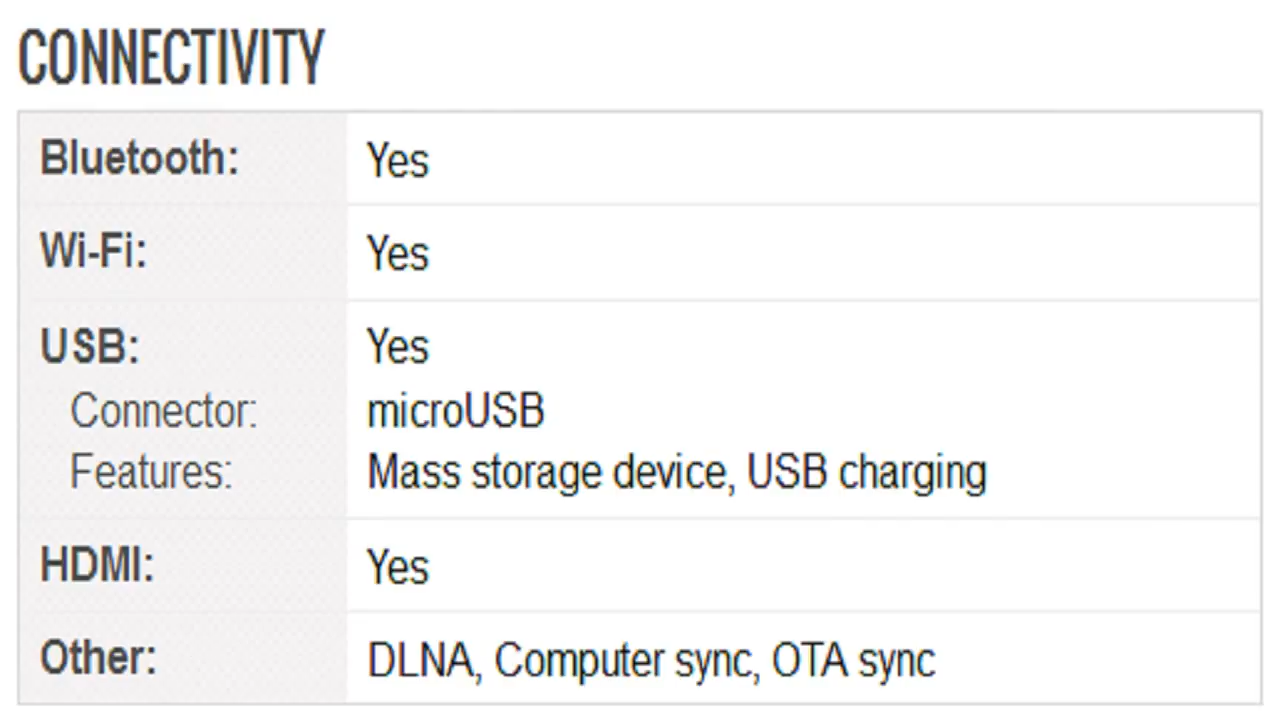 CONNECTIVITY
Bluetooth: Yes
Wi-Fi: Yes
USB: Yes
Connector: microUSB
Features: Mass storage device, USB charging
HDMI: Yes
Other: DLNA, Computer sync, OTA sync